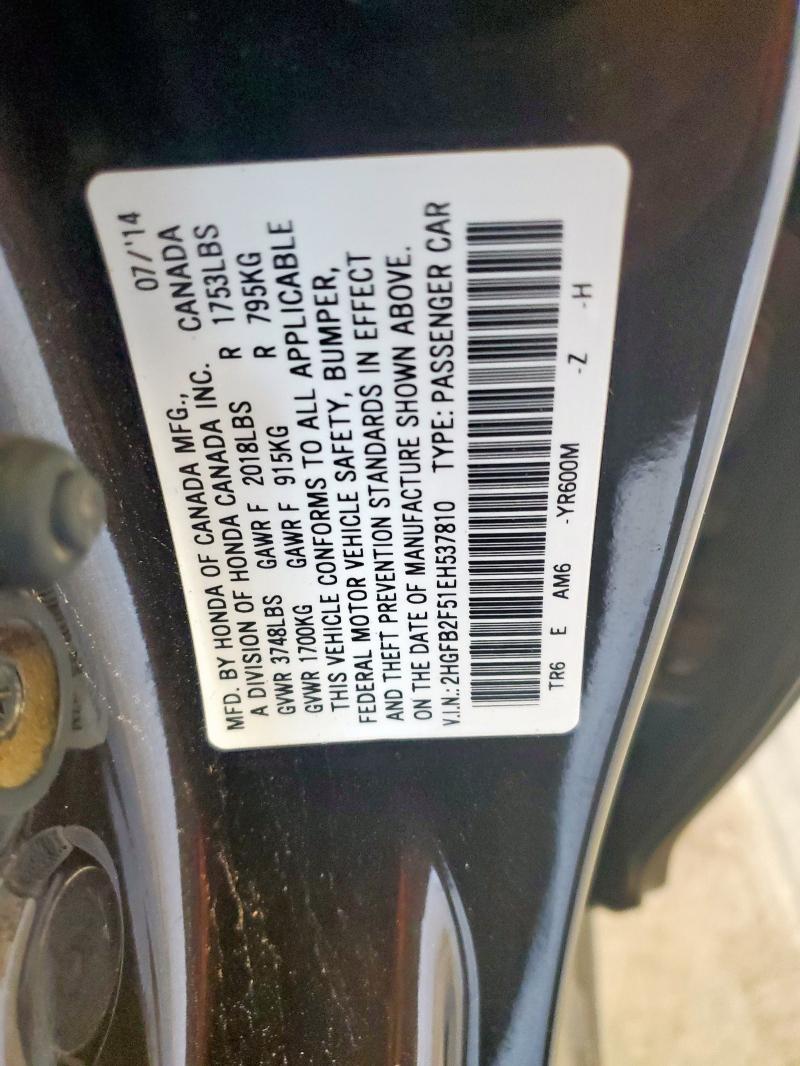 07/'14
MFD. BY HONDA OF CANADA MFG., CANADA
A DIVISION OF HONDA CANADA INC.
GVWR 3748LBS GAWR F 2018LBS R 1753LBS
GVWR 1700KG GAWR F 915KG R 795KG
THIS VEHICLE CONFORMS TO ALL APPLICABLE
FEDERAL MOTOR VEHICLE SAFETY, BUMPER,
AND THEFT PREVENTION STANDARDS IN EFFECT
ON THE DATE OF MANUFACTURE SHOWN ABOVE.
V.I.N.: 2HGFB2F51EH537810 TYPE: PASSENGER CAR
TR6 E AM6 -YR600M -Z -H